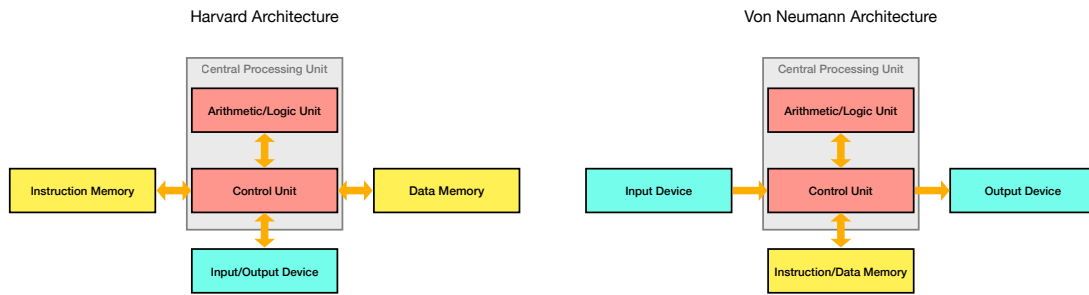 Harvard Architecture
Central Processing Unit
Arithmetic/Logic Unit
Instruction Memory
Control Unit
Data Memory
Input/Output Device
Von Neumann Architecture
Central Processing Unit
Arithmetic/Logic Unit
Input Device
Control Unit
Output Device
Instruction/Data Memory